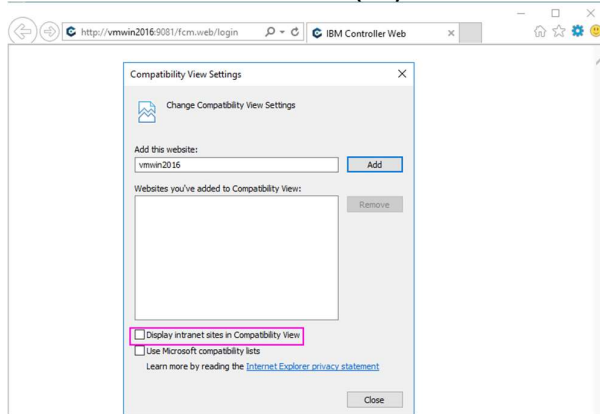 http://vmwin2016:9081/fcm.web/login
IBM Controller Web
Compatibility View Settings
Change Compatibility View Settings
Add this website:
vmwin2016
Add
Websites you've added to Compatibility View:
Remove
Display intranet sites in Compatibility View
Use Microsoft compatibility lists
Learn more by reading the Internet Explorer privacy statement
Close